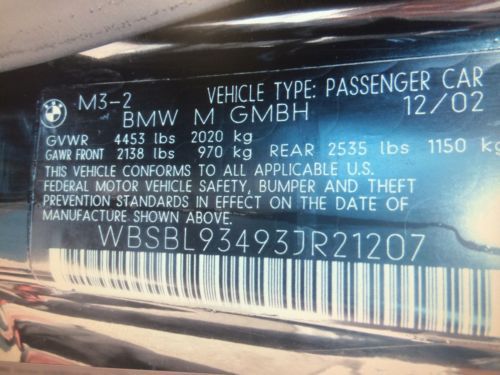 M3-2 VEHICLE TYPE: PASSENGER CAR
BMW M GMBH 12/02
GVWR 4453 lbs 2020 kg
GAWR FRONT 2138 lbs 970 kg REAR 2535 lbs 1150 kg
THIS VEHICLE CONFORMS TO ALL APPLICABLE U.S.
FEDERAL MOTOR VEHICLE SAFETY, BUMPER AND THEFT
PREVENTION STANDARDS IN EFFECT ON THE DATE OF
MANUFACTURE SHOWN ABOVE.
WBSBL93493JR21207